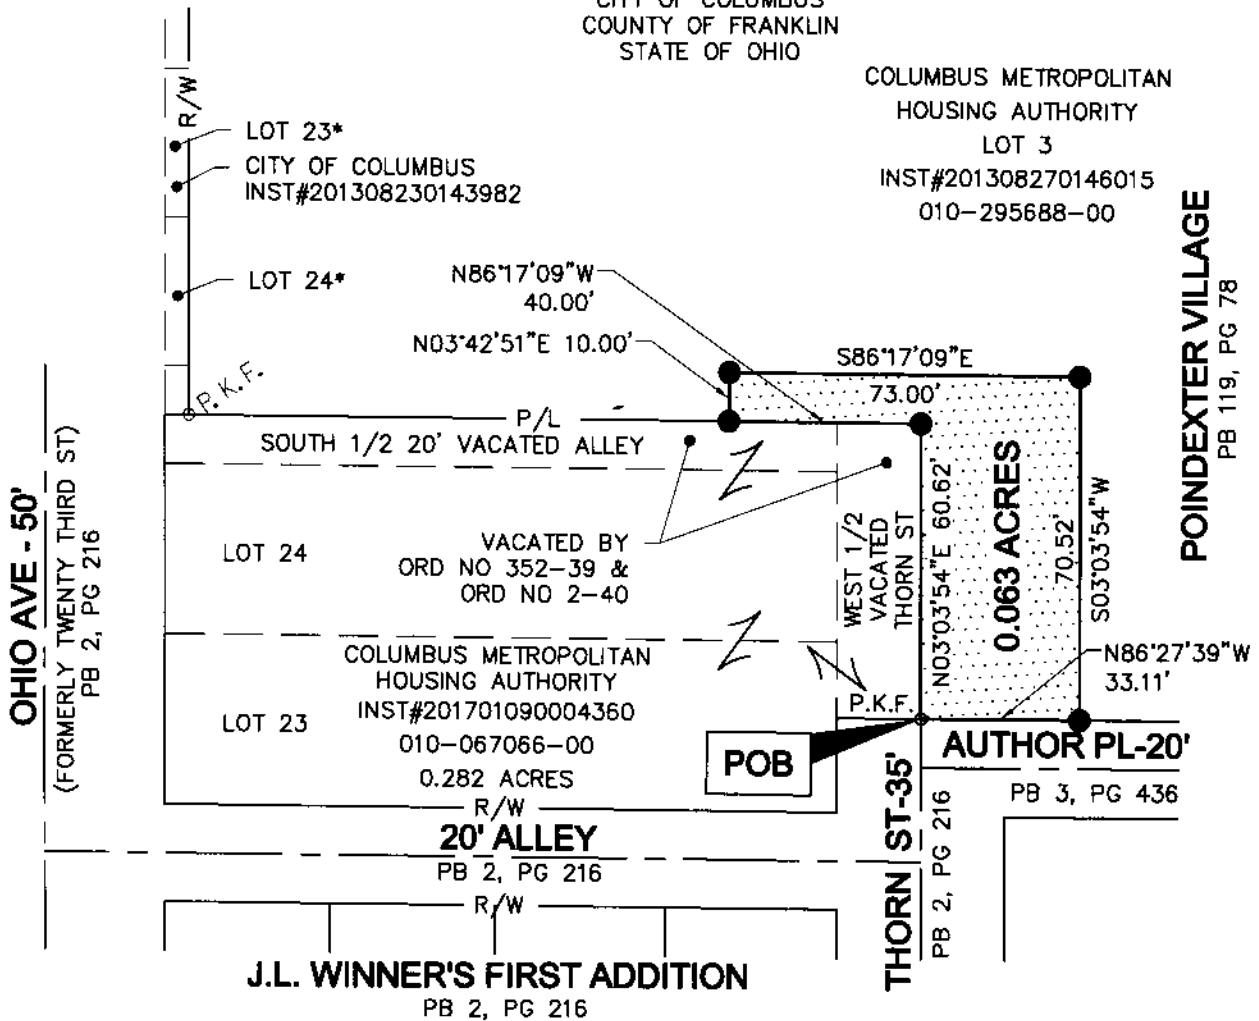 CITY OF COLUMBUS
COUNTY OF FRANKLIN
STATE OF OHIO
COLUMBUS METROPOLITAN
HOUSING AUTHORITY
LOT 3
INST#201308270146015
010-295688-00
R/W
LOT 23*
CITY OF COLUMBUS
INST#201308230143982
LOT 24*
N86°17'09"W
40.00'
N03°42'51"E 10.00'
S86°17'09"E
73.00'
POINDEXTER VILLAGE
PB 119, PG 78
P.K.F.
P/L
SOUTH 1/2 20' VACATED ALLEY
OHIO AVE - 50'
(FORMERLY TWENTY THIRD ST)
PB 2, PG 216
LOT 24
VACATED BY
ORD NO 352-39 &
ORD NO 2-40
WEST 1/2
VACATED
THORN ST
N03°03'54"E 60.62'
0.063 ACRES
70.52'
S03°03'54"W
N86°27'39"W
33.11'
COLUMBUS METROPOLITAN
HOUSING AUTHORITY
INST#201701090004360
010-067066-00
0.282 ACRES
LOT 23
P.K.F.
POB
AUTHOR PL-20'
PB 3, PG 436
R/W
20' ALLEY
PB 2, PG 216
R/W
THORN ST-35'
PB 2, PG 216
J.L. WINNER'S FIRST ADDITION
PB 2, PG 216